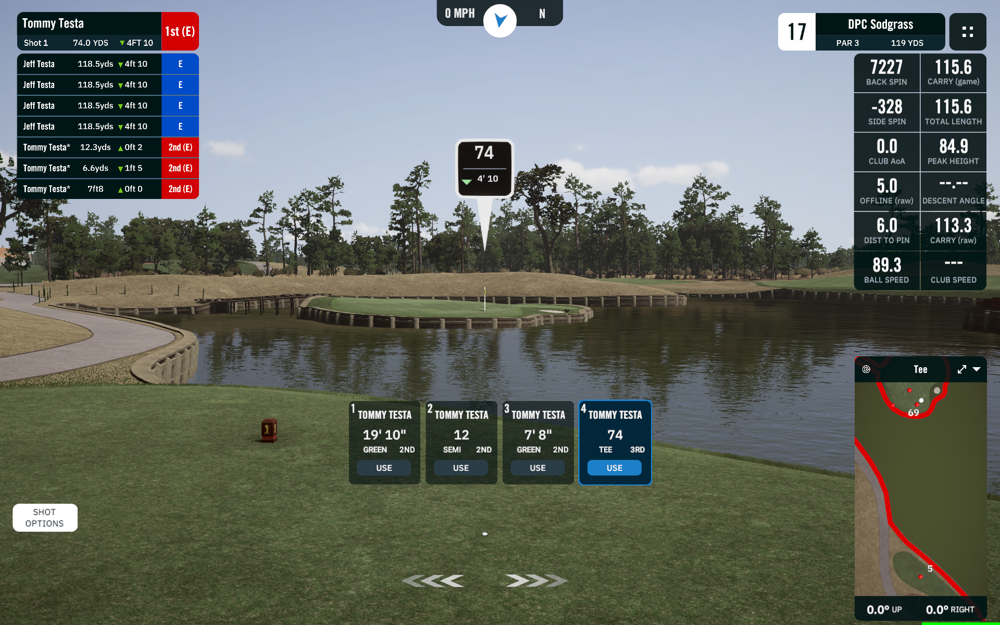 Tommy Testa
Shot 1 74.0 YDS 4FT 10
1st (E)
Jeff Testa 118.5yds 4ft 10 E
Jeff Testa 118.5yds 4ft 10 E
Jeff Testa 118.5yds 4ft 10 E
Jeff Testa 118.5yds 4ft 10 E
Tommy Testa* 12.3yds 0ft 2 2nd (E)
Tommy Testa* 6.6yds 1ft 5 2nd (E)
Tommy Testa* 7ft8 0ft 0 2nd (E)
0 MPH N
17
DPC Sodgrass
PAR 3 119 YDS
7227 115.6
BACK SPIN CARRY (game)
-328 115.6
SIDE SPIN TOTAL LENGTH
0.0 84.9
CLUB AoA PEAK HEIGHT
5.0 --.--
OFFLINE (raw) DESCENT ANGLE
6.0 113.3
DIST TO PIN CARRY (raw)
89.3 ---
BALL SPEED CLUB SPEED
74
4' 10
1 TOMMY TESTA
19' 10"
GREEN 2ND
USE
2 TOMMY TESTA
12
SEMI 2ND
USE
3 TOMMY TESTA
7' 8"
GREEN 2ND
USE
4 TOMMY TESTA
74
TEE 3RD
USE
SHOT
OPTIONS
Tee
69
5
0.0° UP 0.0° RIGHT